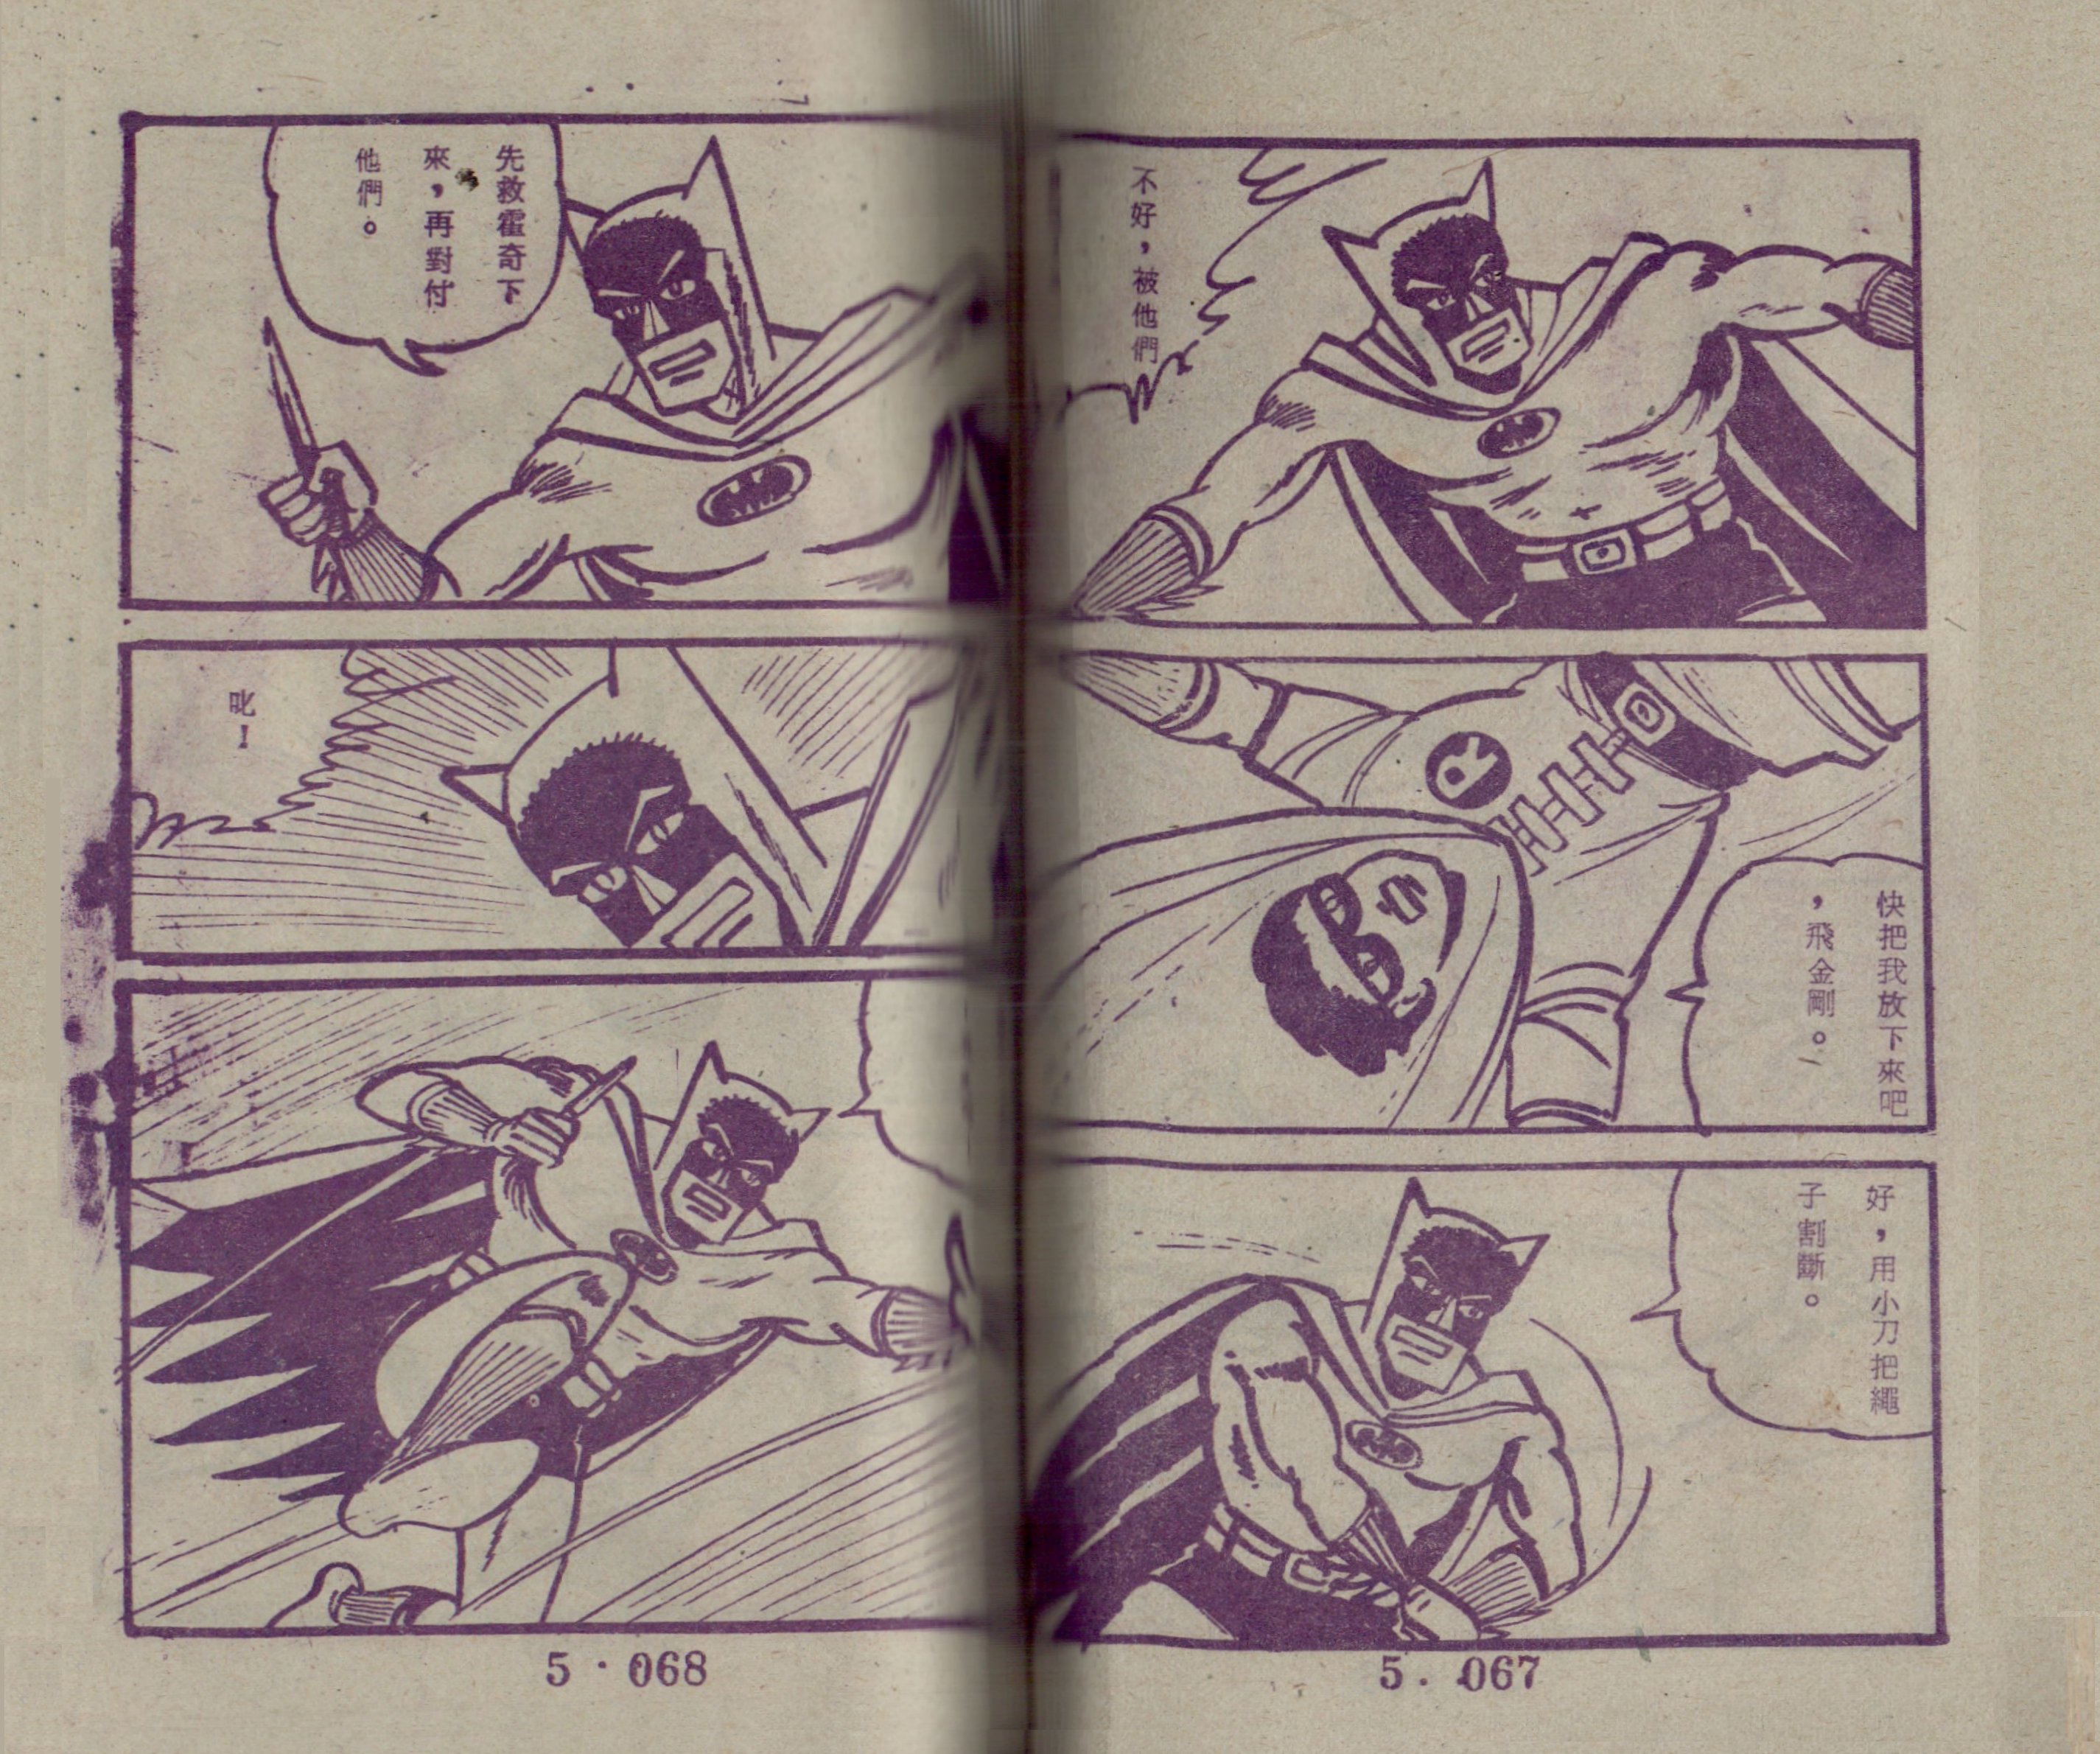 不好，被他們
快把我放下來吧
，飛金剛。
R
好，用小刀把繩
子割斷。
5.067
先救霍奇下
來，再對付
他們。
叱！
5·068